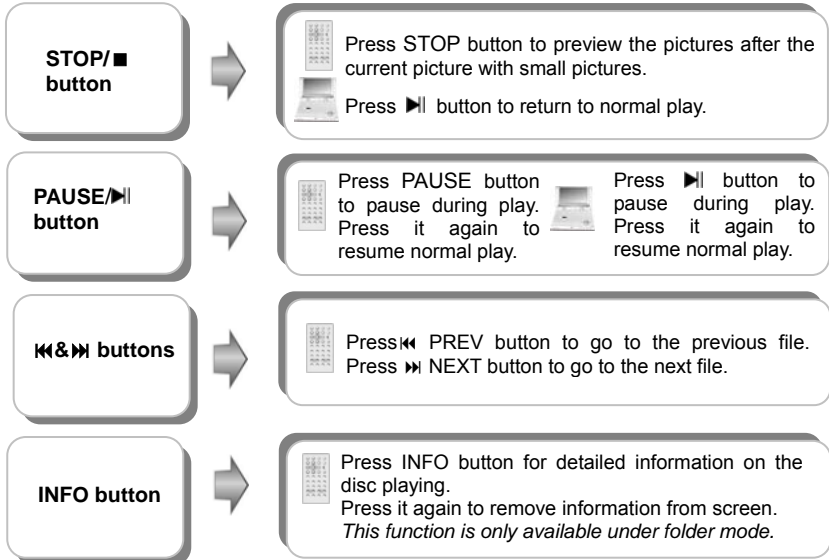 STOP/■
button
Press STOP button to preview the pictures after the
current picture with small pictures.
Press ▶|| button to return to normal play.
PAUSE/▶||
button
Press PAUSE button
to pause during play.
Press it again to
resume normal play.
Press ▶|| button to
pause during play.
Press it again to
resume normal play.
⏮&⏭ buttons
Press⏮ PREV button to go to the previous file.
Press ⏭ NEXT button to go to the next file.
INFO button
Press INFO button for detailed information on the
disc playing.
Press it again to remove information from screen.
This function is only available under folder mode.